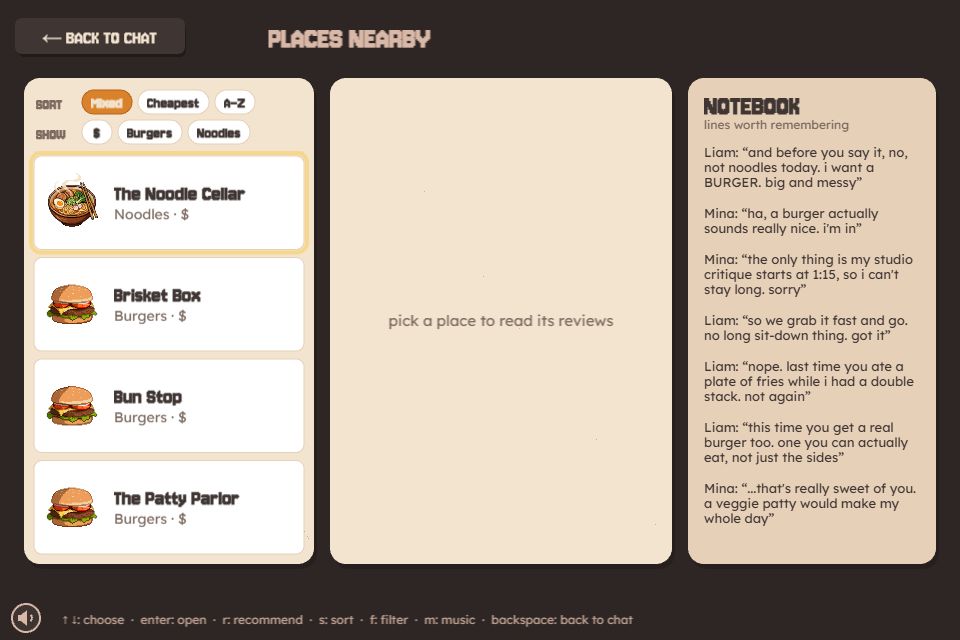 ← BACK TO CHAT
PLACES NEARBY
SORT Mixed Cheapest A-Z
SHOW $ Burgers Noodles
The Noodle Cellar
Noodles · $
Brisket Box
Burgers · $
Bun Stop
Burgers · $
The Patty Parlor
Burgers · $
pick a place to read its reviews
NOTEBOOK
lines worth remembering
Liam: “and before you say it, no,
not noodles today. i want a
BURGER. big and messy”
Mina: “ha, a burger actually
sounds really nice. i'm in”
Mina: “the only thing is my studio
critique starts at 1:15, so i can't
stay long. sorry”
Liam: “so we grab it fast and go.
no long sit-down thing. got it”
Liam: “nope. last time you ate a
plate of fries while i had a double
stack. not again”
Liam: “this time you get a real
burger too. one you can actually
eat, not just the sides”
Mina: “...that's really sweet of you.
a veggie patty would make my
whole day”
↑ ↓: choose · enter: open · r: recommend · s: sort · f: filter · m: music · backspace: back to chat